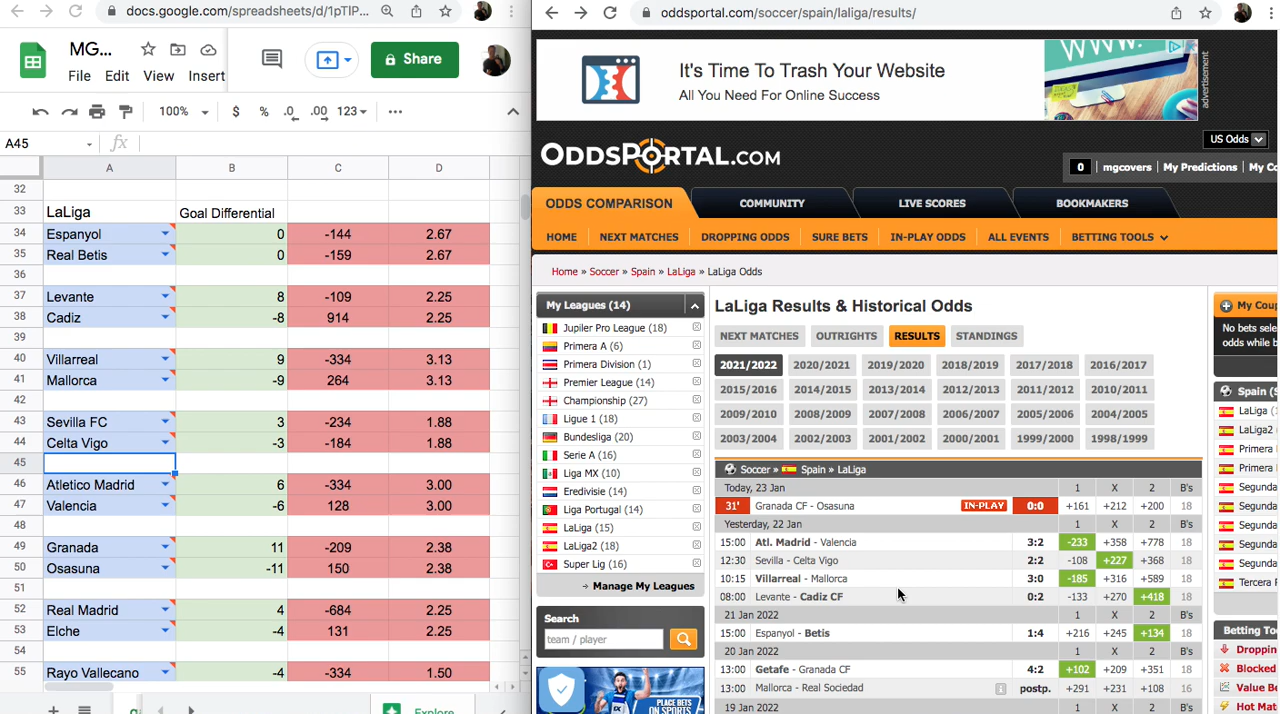 docs.google.com/spreadsheets/d/1pTIP...
MG...
File Edit View Insert
Share
100% $ % .0 .00 123 ...
A45 fx
A B C D
32
33 LaLiga Goal Differential
34 Espanyol 0 -144 2.67
35 Real Betis 0 -159 2.67
36
37 Levante 8 -109 2.25
38 Cadiz -8 914 2.25
39
40 Villarreal 9 -334 3.13
41 Mallorca -9 264 3.13
42
43 Sevilla FC 3 -234 1.88
44 Celta Vigo -3 -184 1.88
45
46 Atletico Madrid 6 -334 3.00
47 Valencia -6 128 3.00
48
49 Granada 11 -209 2.38
50 Osasuna -11 150 2.38
51
52 Real Madrid 4 -684 2.25
53 Elche -4 131 2.25
54
55 Rayo Vallecano -4 -334 1.50
Explore
oddsportal.com/soccer/spain/laliga/results/
It's Time To Trash Your Website
All You Need For Online Success
WWW.
advertisement
ODDSPORTAL.COM
US Odds
0 mgcovers My Predictions My Co
ODDS COMPARISON COMMUNITY LIVE SCORES BOOKMAKERS
HOME NEXT MATCHES DROPPING ODDS SURE BETS IN-PLAY ODDS ALL EVENTS BETTING TOOLS
Home » Soccer » Spain » LaLiga » LaLiga Odds
My Leagues (14)
Jupiler Pro League (18)
Primera A (6)
Primera Division (1)
Premier League (14)
Championship (27)
Ligue 1 (18)
Bundesliga (20)
Serie A (16)
Liga MX (10)
Eredivisie (14)
Liga Portugal (14)
LaLiga (15)
LaLiga2 (18)
Super Lig (16)
Manage My Leagues
Search
team / player
PLACE BETS
ON SPORTS
LaLiga Results & Historical Odds
NEXT MATCHES OUTRIGHTS RESULTS STANDINGS
2021/2022 2020/2021 2019/2020 2018/2019 2017/2018 2016/2017
2015/2016 2014/2015 2013/2014 2012/2013 2011/2012 2010/2011
2009/2010 2008/2009 2007/2008 2006/2007 2005/2006 2004/2005
2003/2004 2002/2003 2001/2002 2000/2001 1999/2000 1998/1999
Soccer » Spain » LaLiga
Today, 23 Jan 1 X 2 B's
31' Granada CF - Osasuna IN-PLAY 0:0 +161 +212 +200 18
Yesterday, 22 Jan 1 X 2 B's
15:00 Atl. Madrid - Valencia 3:2 -233 +358 +778 18
12:30 Sevilla - Celta Vigo 2:2 -108 +227 +368 18
10:15 Villarreal - Mallorca 3:0 -185 +316 +589 18
08:00 Levante - Cadiz CF 0:2 -133 +270 +418 18
21 Jan 2022 1 X 2 B's
15:00 Espanyol - Betis 1:4 +216 +245 +134 18
20 Jan 2022 1 X 2 B's
13:00 Getafe - Granada CF 4:2 +102 +209 +351 18
13:00 Mallorca - Real Sociedad postp. +291 +231 +108 16
19 Jan 2022 1 X 2 B's
My Cou
No bets selec
odds while b
Spain (S
LaLiga (
LaLiga2
Primera
Primera
Segunda
Segunda
Segunda
Segunda
Tercera F
Betting To
Droppin
Blocked
Value Be
Hot Mat